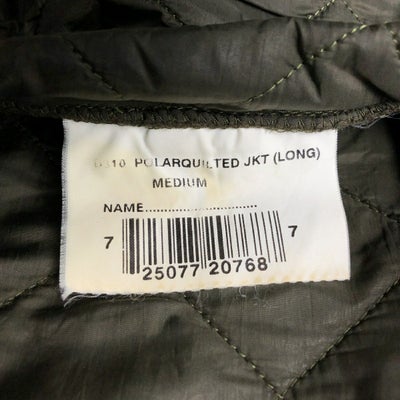 POLARQUILTED JKT (LONG)
MEDIUM
NAME............................
7 25077 20768 7